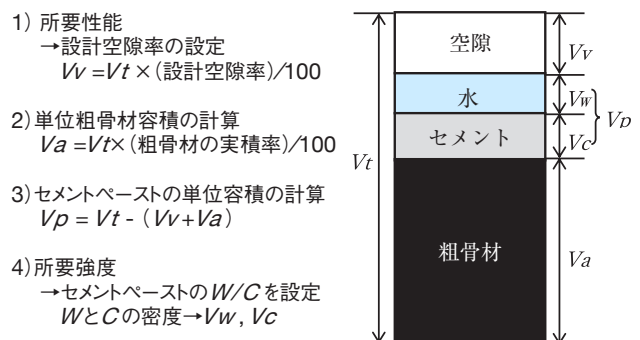 1) 所要性能
→設計空隙率の設定
Vv =Vt ×(設計空隙率)/100
2)単位粗骨材容積の計算
Va=Vt×(粗骨材の実積率)/100
3)セメントペーストの単位容積の計算
Vp = Vt - (Vv+Va)
4)所要強度
→セメントペーストのW/C を設定
WとC の密度→Vw , Vc
空隙
水
セメント
粗骨材
Vt
Vv
Vw
Vc
Vp
Va